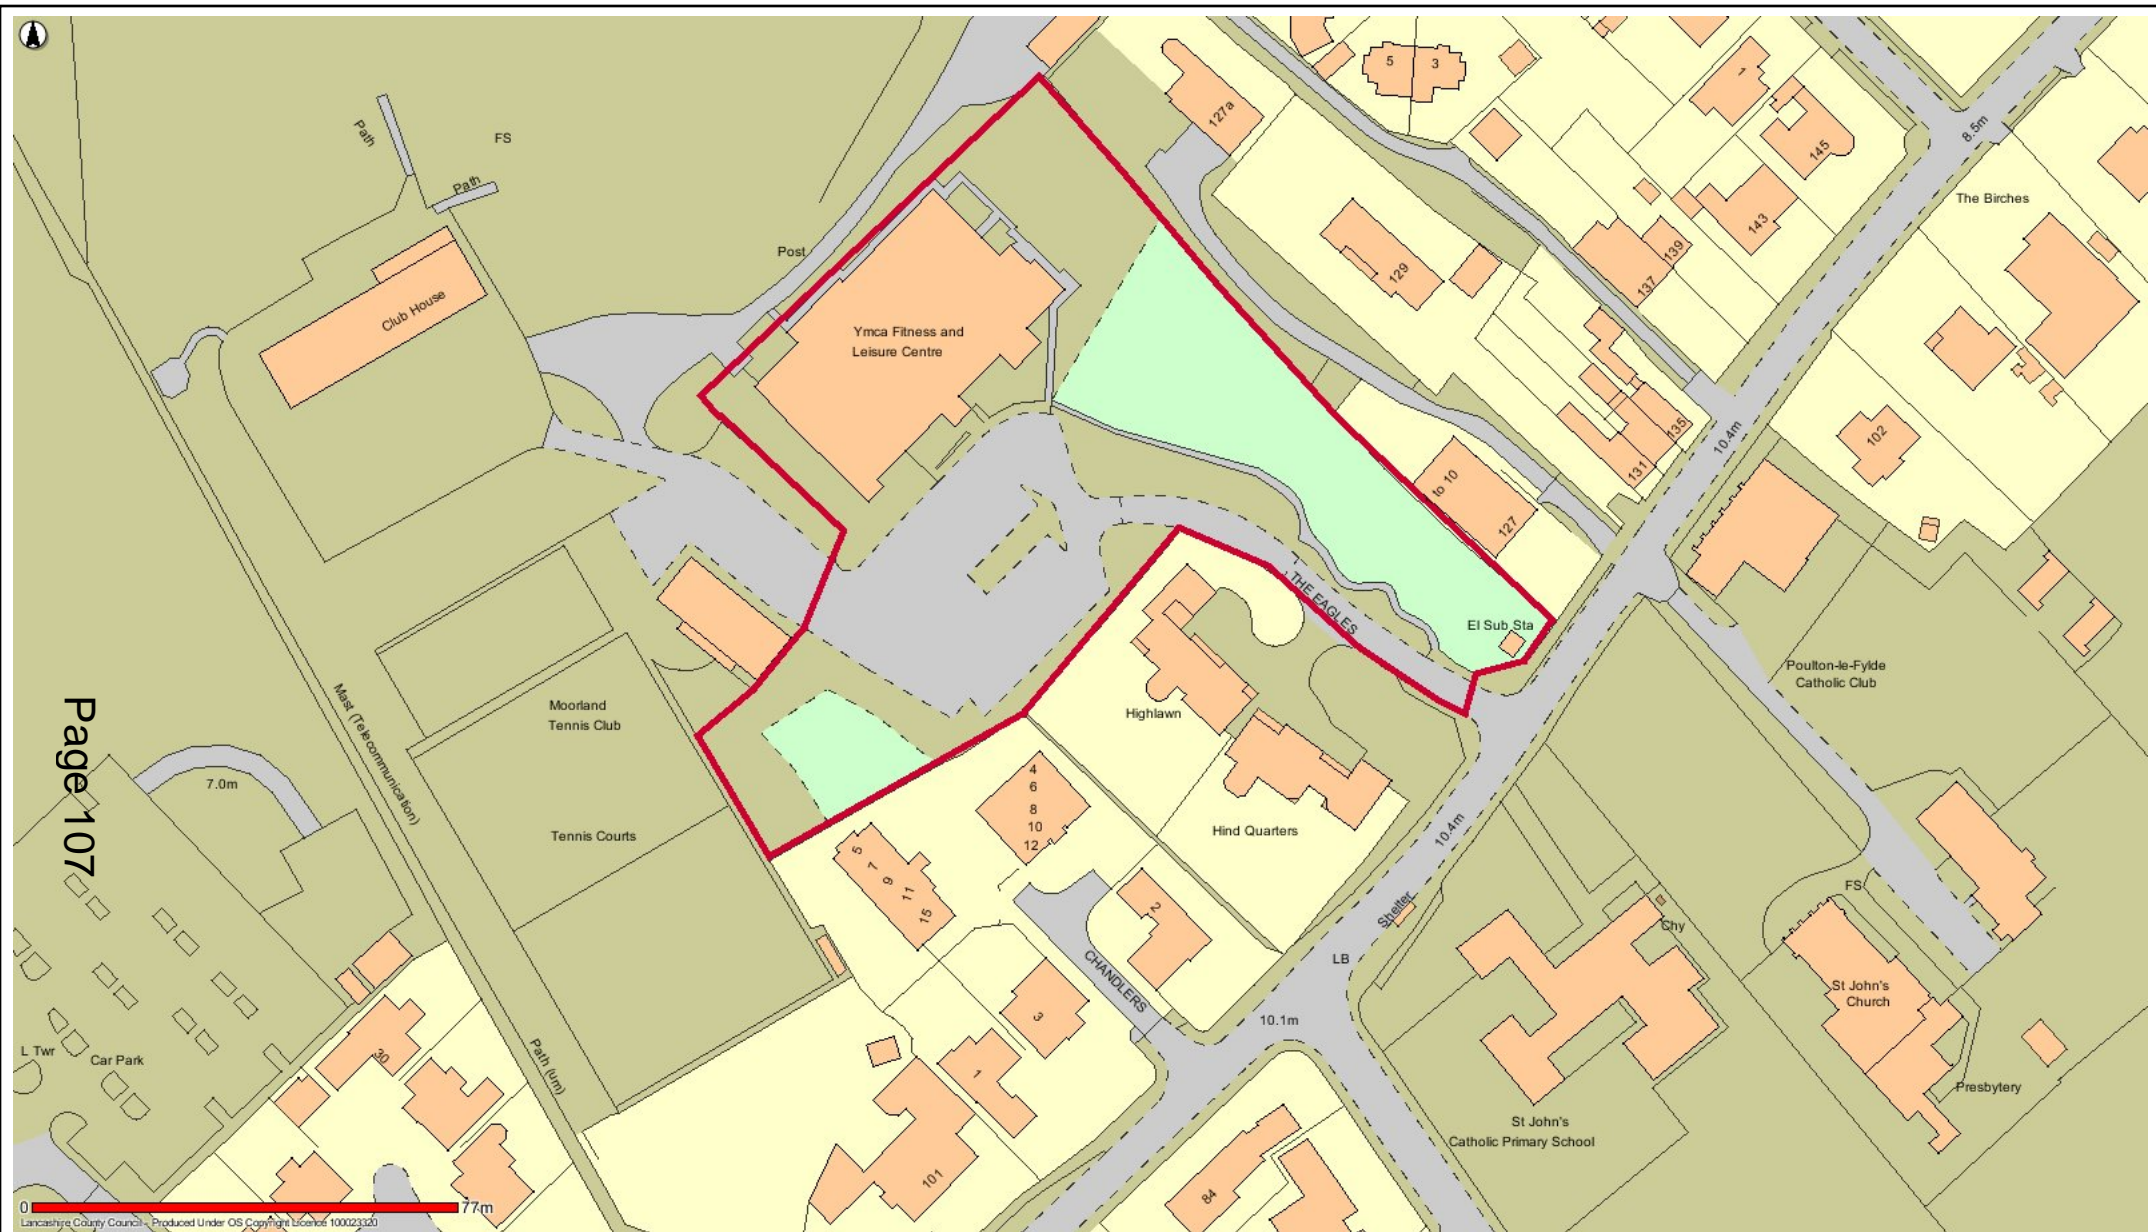 5
3
1
127a
145
8.5m
Path
FS
Path
The Birches
143
139
Post
129
137
Club House
Ymca Fitness and
Leisure Centre
135
10.4m
102
131
to 10
127
THE EAGLES
El Sub Sta
Poulton-le-Fylde
Catholic Club
Mast (Telecommunication)
Moorland
Tennis Club
Highlawn
Page 107
7.0m
4
6
8
10
12
Tennis Courts
Hind Quarters
10.4m
5
7
9
11
15
2
Shelter
FS
Chy
LB
CHANDLERS
St John's
Church
3
10.1m
L Twr
Car Park
30
Path (um)
1
Presbytery
St John's
Catholic Primary School
101
84
0
77m
Lancashire County Council - Produced Under OS Copyright Licence 100023320